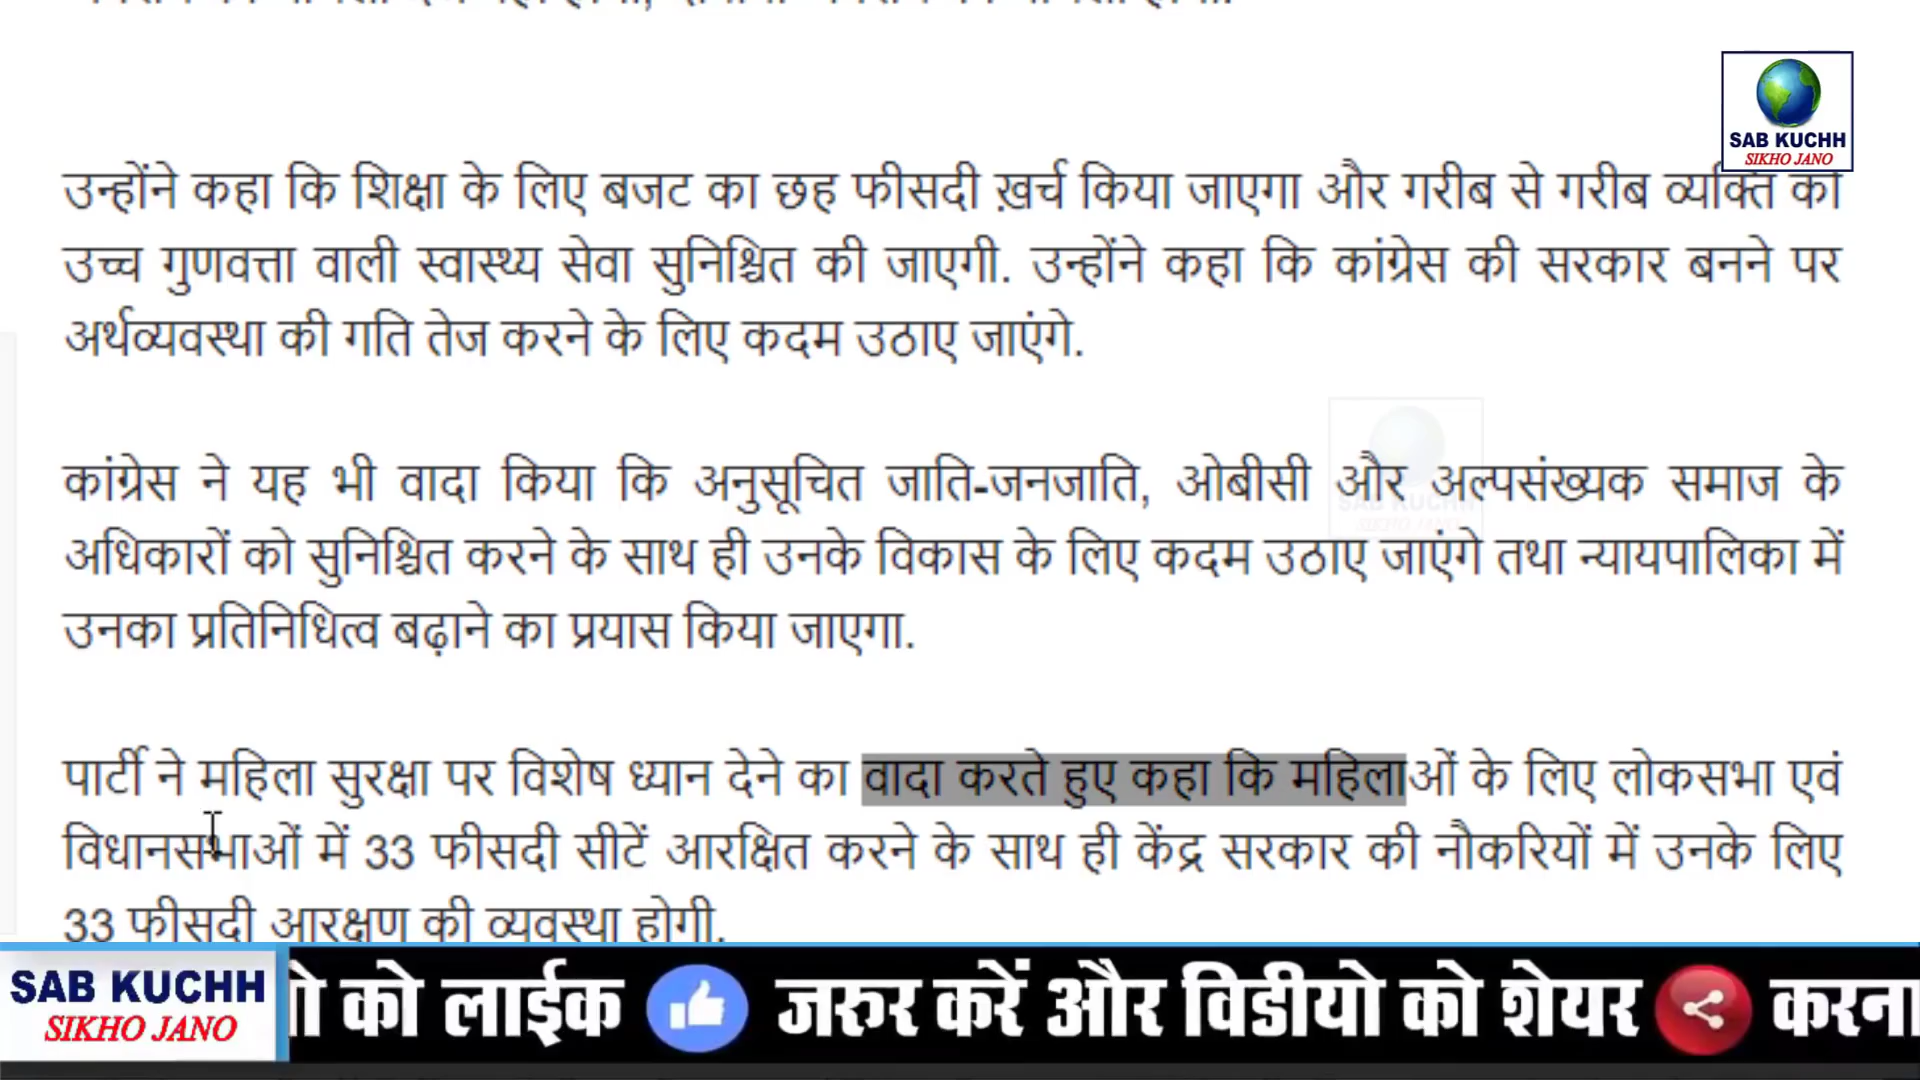 SAB KUCHH
SIKHO JANO
उन्होंने कहा कि शिक्षा के लिए बजट का छह फीसदी ख़र्च किया जाएगा और गरीब से गरीब व्यक्ति को
उच्च गुणवत्ता वाली स्वास्थ्य सेवा सुनिश्चित की जाएगी. उन्होंने कहा कि कांग्रेस की सरकार बनने पर
अर्थव्यवस्था की गति तेज करने के लिए कदम उठाए जाएंगे.
कांग्रेस ने यह भी वादा किया कि अनुसूचित जाति-जनजाति, ओबीसी और अल्पसंख्यक समाज के
SAB KUCHH
SIKHO JANO
अधिकारों को सुनिश्चित करने के साथ ही उनके विकास के लिए कदम उठाए जाएंगे तथा न्यायपालिका में
उनका प्रतिनिधित्व बढ़ाने का प्रयास किया जाएगा.
पार्टी ने महिला सुरक्षा पर विशेष ध्यान देने का वादा करते हुए कहा कि महिलाओं के लिए लोकसभा एवं
विधानसभाओं में 33 फीसदी सीटें आरक्षित करने के साथ ही केंद्र सरकार की नौकरियों में उनके लिए
33 फीसदी आरक्षण की व्यवस्था होगी.
SAB KUCHH
SIKHO JANO
को लाईक जरुर करें और विडीयो को शेयर करना